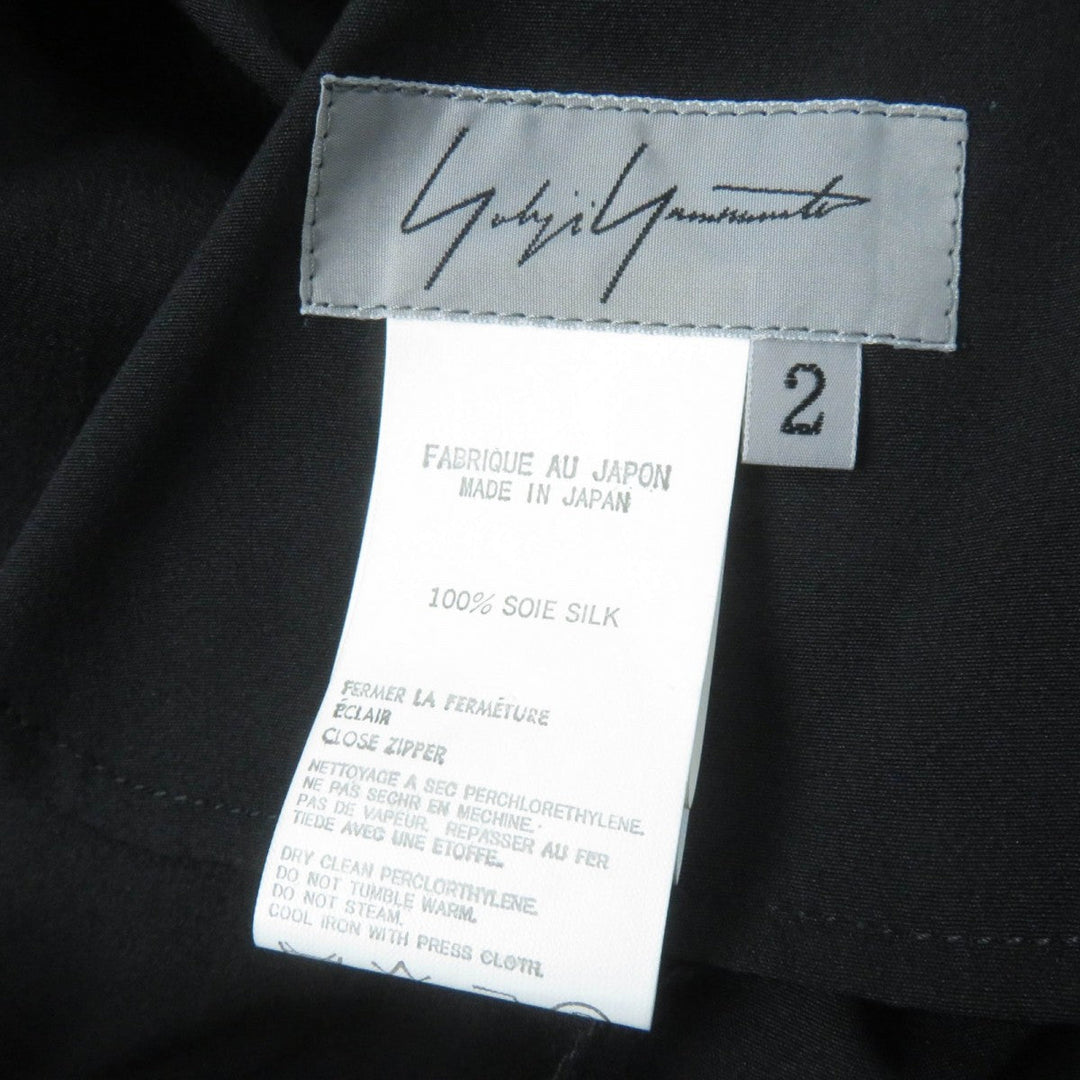 Yohji Yamamoto
2
FABRIQUE AU JAPON
MADE IN JAPAN
100% SOIE SILK
FERMER LA FERMÉTURE
ÉCLAIR
CLOSE ZIPPER
NETTOYAGE A SEC PERCHLORETHYLENE.
NE PAS SECHR EN MECHINE.
PAS DE VAPEUR. REPASSER AU FER
TIEDE AVEC UNE ETOFFE.
DRY CLEAN PERCLORTHYLENE.
DO NOT TUMBLE WARM.
DO NOT STEAM.
COOL IRON WITH PRESS CLOTH.